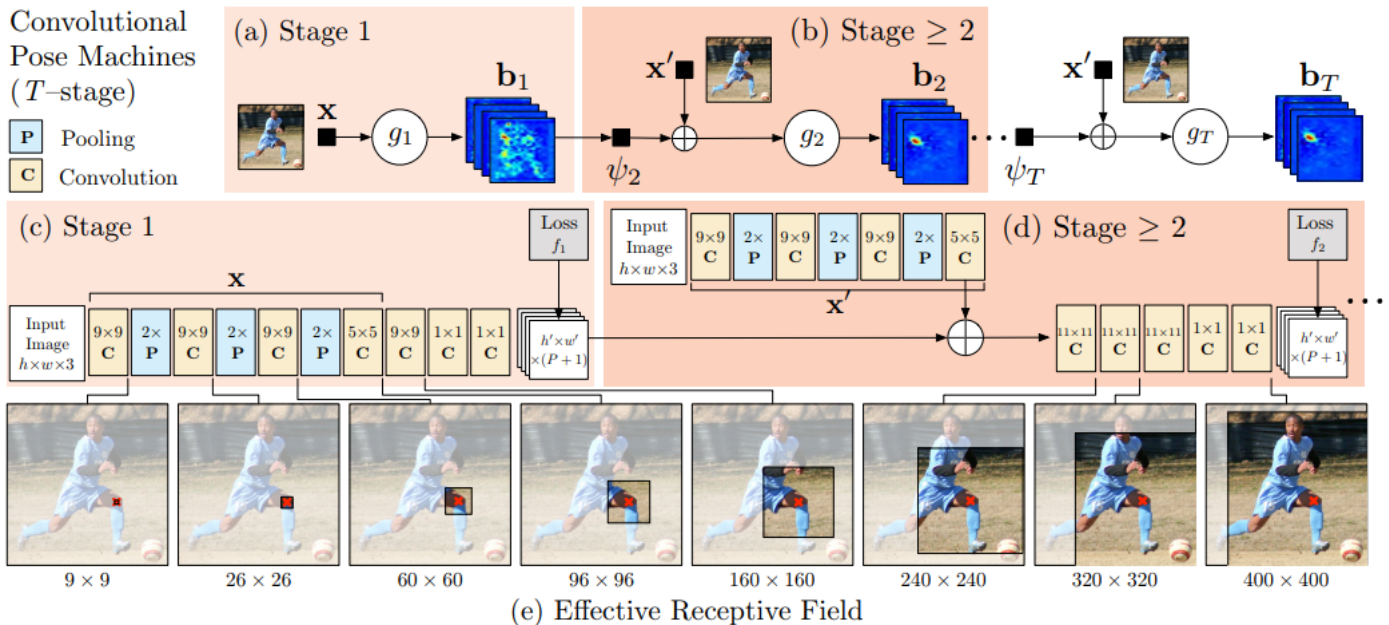 Convolutional
Pose Machines
(T–stage)
P Pooling
C Convolution
(a) Stage 1
x
g₁
b₁
(b) Stage ≥ 2
x′
ψ₂
g₂
b₂
x′
ψ_T
g_T
b_T
(c) Stage 1
Loss
f₁
x
Input
Image
h×w×3
9×9
C
2×
P
9×9
C
2×
P
9×9
C
2×
P
5×5
C
9×9
C
1×1
C
1×1
C
h′×w′
×(P+1)
Input
Image
h×w×3
9×9
C
2×
P
9×9
C
2×
P
9×9
C
2×
P
5×5
C
x′
(d) Stage ≥ 2
Loss
f₂
11×11
C
11×11
C
11×11
C
1×1
C
1×1
C
h′×w′
×(P+1)
9 × 9
26 × 26
60 × 60
96 × 96
160 × 160
240 × 240
320 × 320
400 × 400
(e) Effective Receptive Field